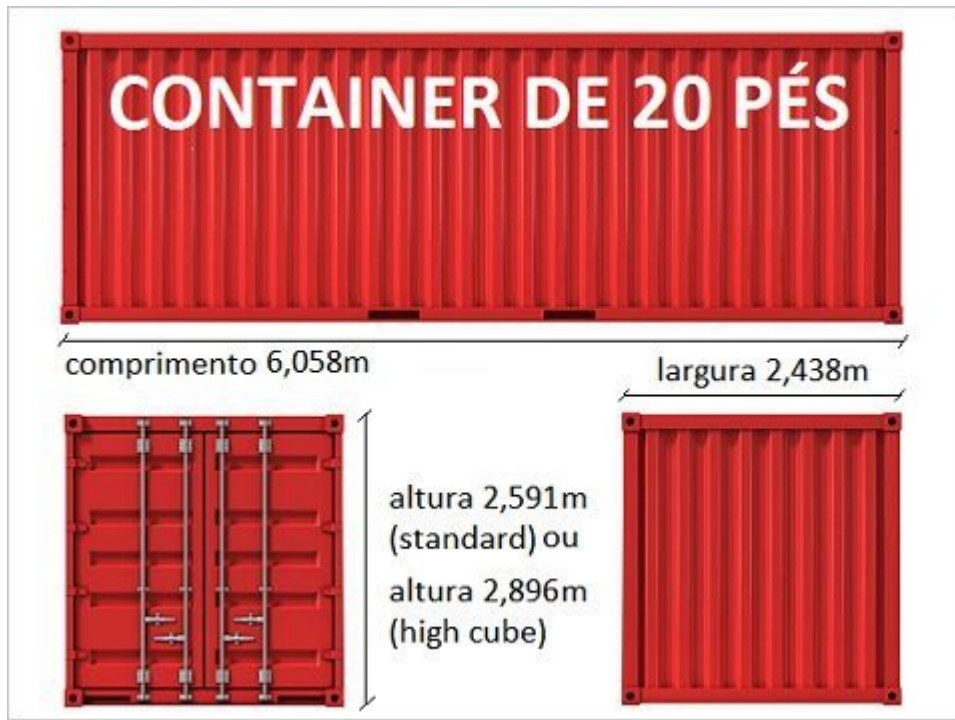 CONTAINER DE 20 PÉS
comprimento 6,058m
largura 2,438m
altura 2,591m
(standard) ou
altura 2,896m
(high cube)